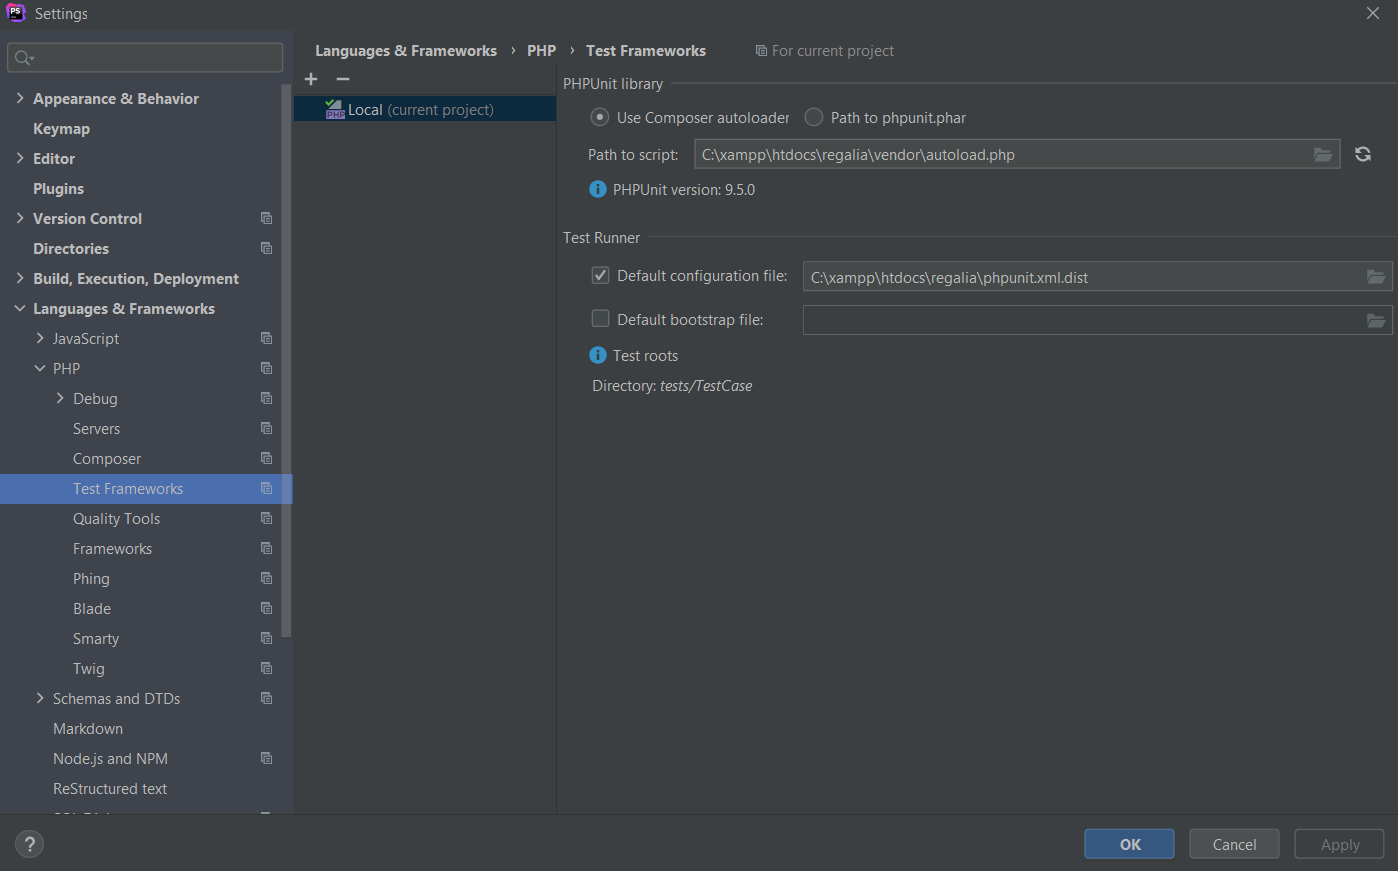 PS
Settings
Appearance & Behavior
Keymap
Editor
Plugins
Version Control
Directories
Build, Execution, Deployment
Languages & Frameworks
JavaScript
PHP
Debug
Servers
Composer
Test Frameworks
Quality Tools
Frameworks
Phing
Blade
Smarty
Twig
Schemas and DTDs
Markdown
Node.js and NPM
ReStructured text
Languages & Frameworks › PHP › Test Frameworks For current project
PHP Local (current project)
PHPUnit library
Use Composer autoloader Path to phpunit.phar
Path to script: C:\xampp\htdocs\regalia\vendor\autoload.php
PHPUnit version: 9.5.0
Test Runner
Default configuration file: C:\xampp\htdocs\regalia\phpunit.xml.dist
Default bootstrap file:
Test roots
Directory: tests/TestCase
? OK Cancel Apply